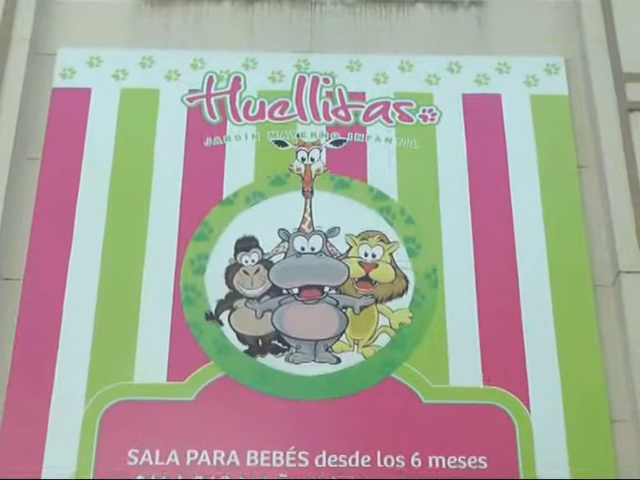 Huellitas
JARDÍN MATERNO INFANTIL
SALA PARA BEBÉS desde los 6 meses